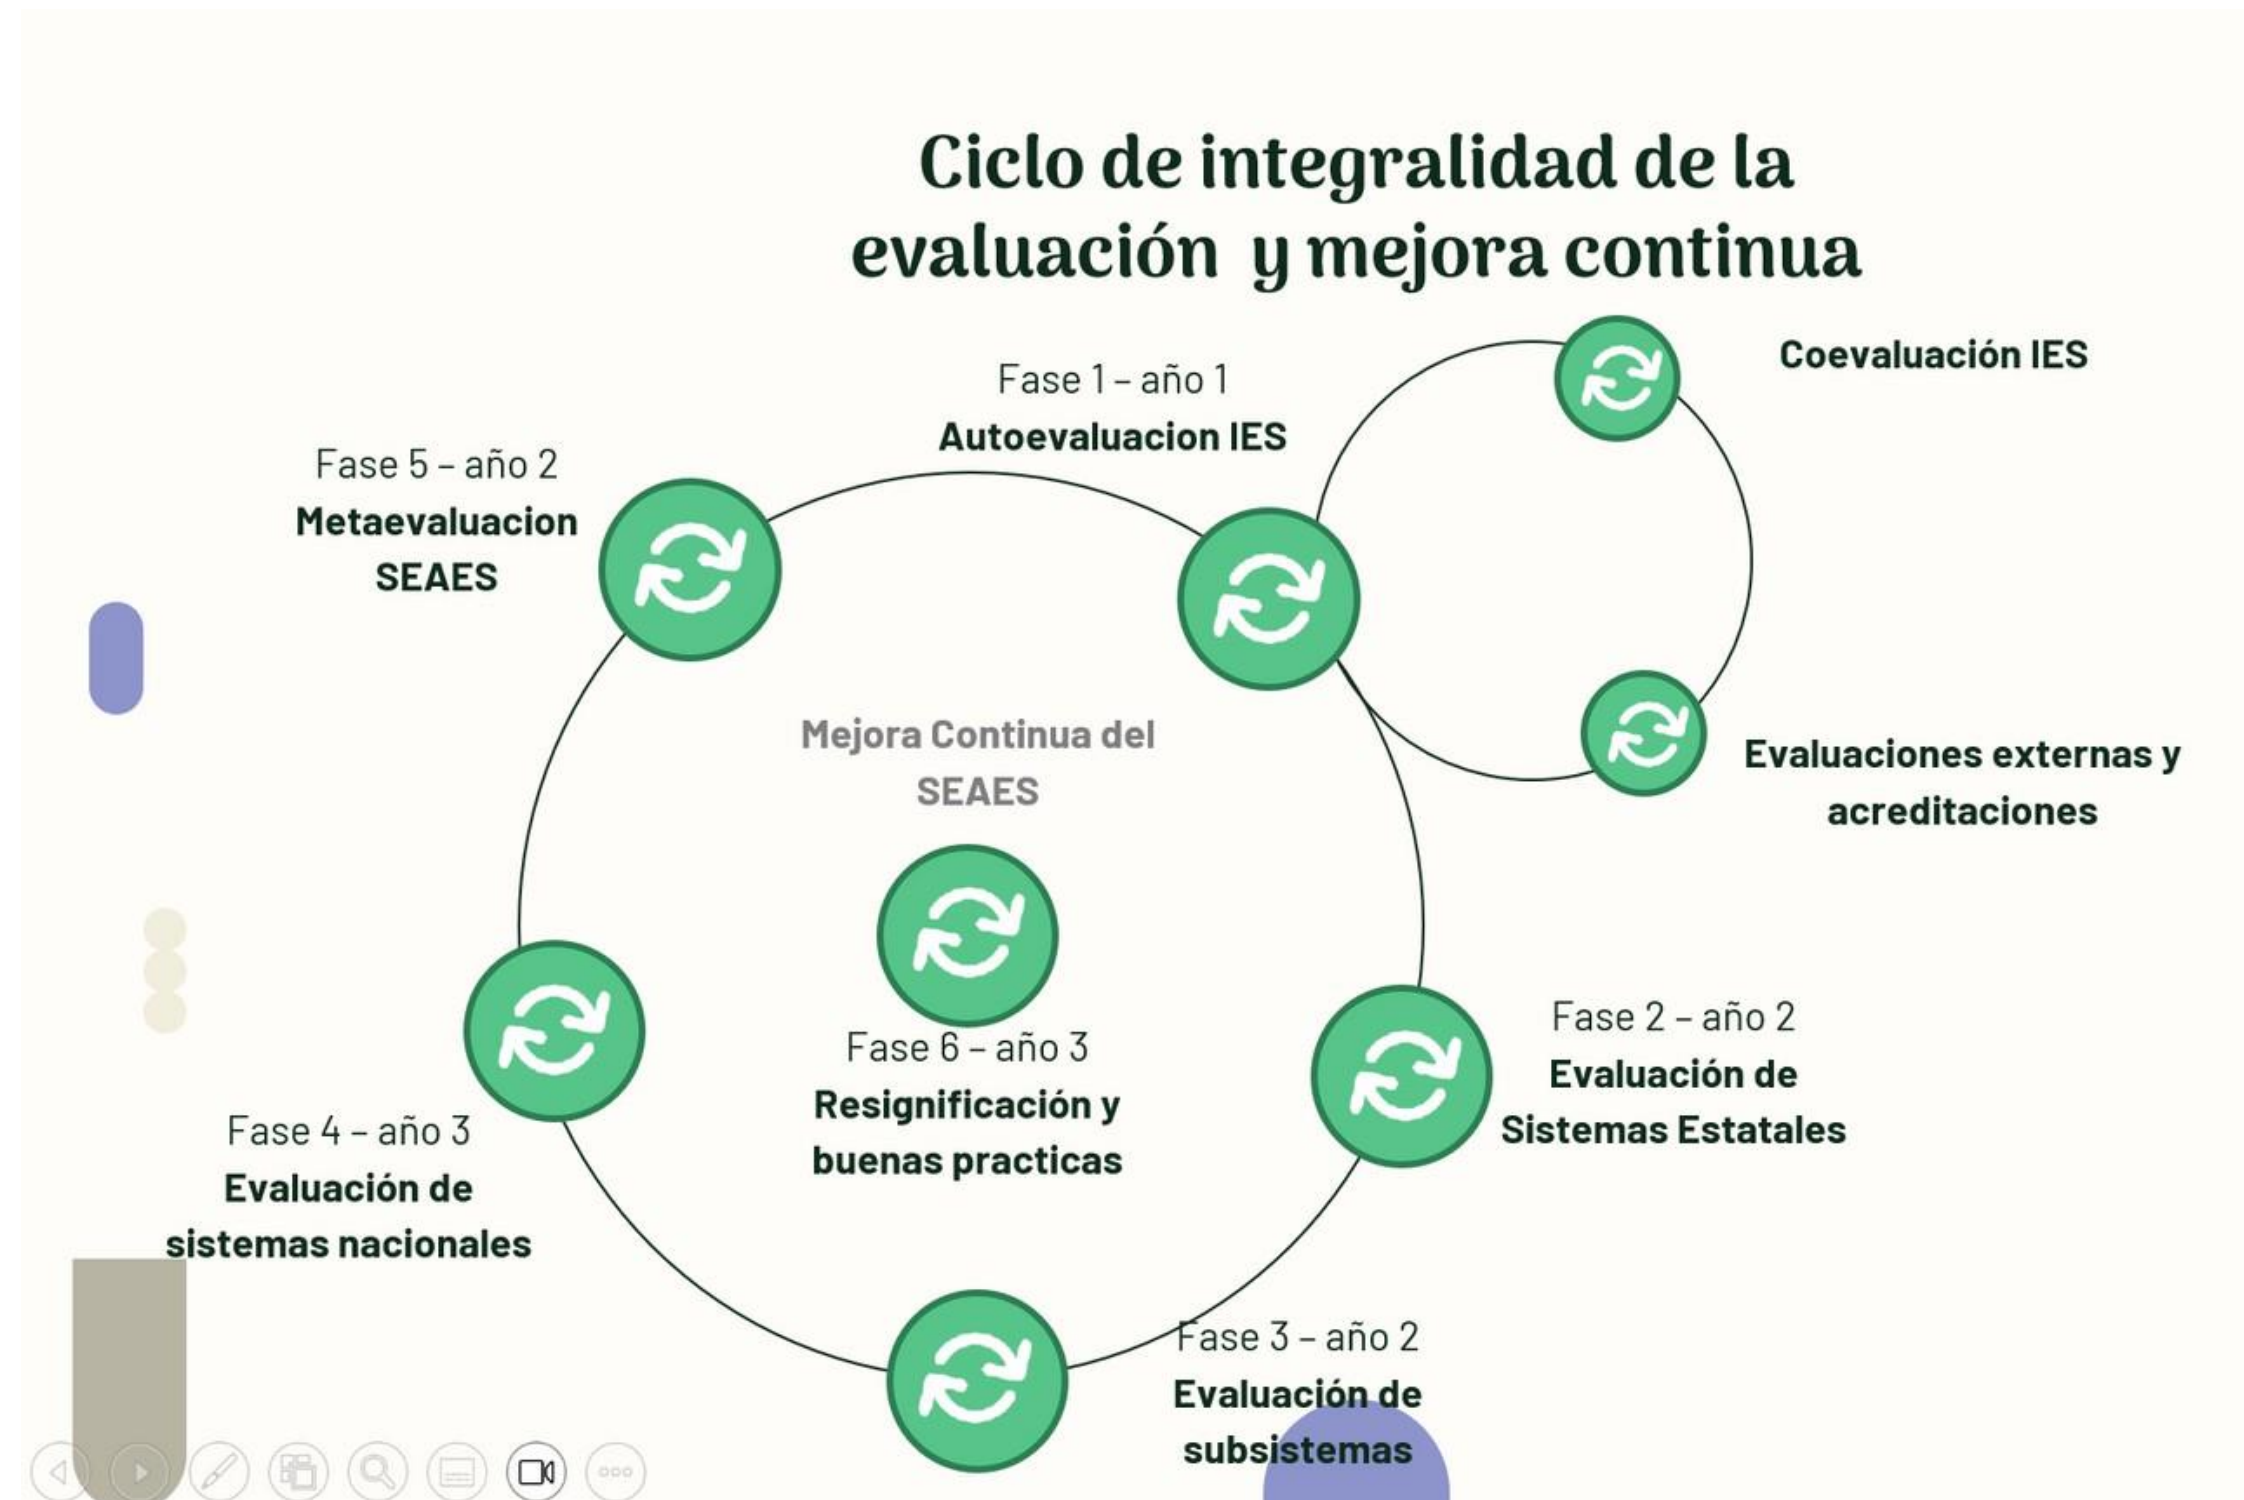 Ciclo de integralidad de la
evaluación y mejora continua
Coevaluación IES
Fase 1 – año 1
Autoevaluacion IES
Fase 5 – año 2
Metaevaluacion
SEAES
Mejora Continua del
SEAES
Evaluaciones externas y
acreditaciones
Fase 2 – año 2
Evaluación de
Sistemas Estatales
Fase 6 – año 3
Resignificación y
buenas practicas
Fase 4 – año 3
Evaluación de
sistemas nacionales
Fase 3 – año 2
Evaluación de
subsistemas